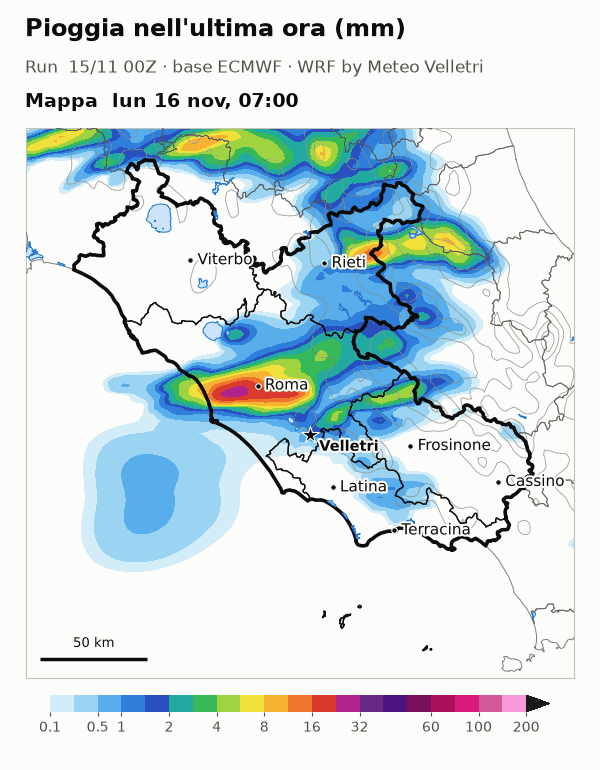 Pioggia nell'ultima ora (mm)
Run  15/11 00Z · base ECMWF · WRF by Meteo Velletri
Mappa  lun 16 nov, 07:00
Viterbo
Rieti
Roma
Velletri
Frosinone
Latina
Cassino
Terracina
50 km
0.1 0.5 1 2 4 8 16 32 60 100 200